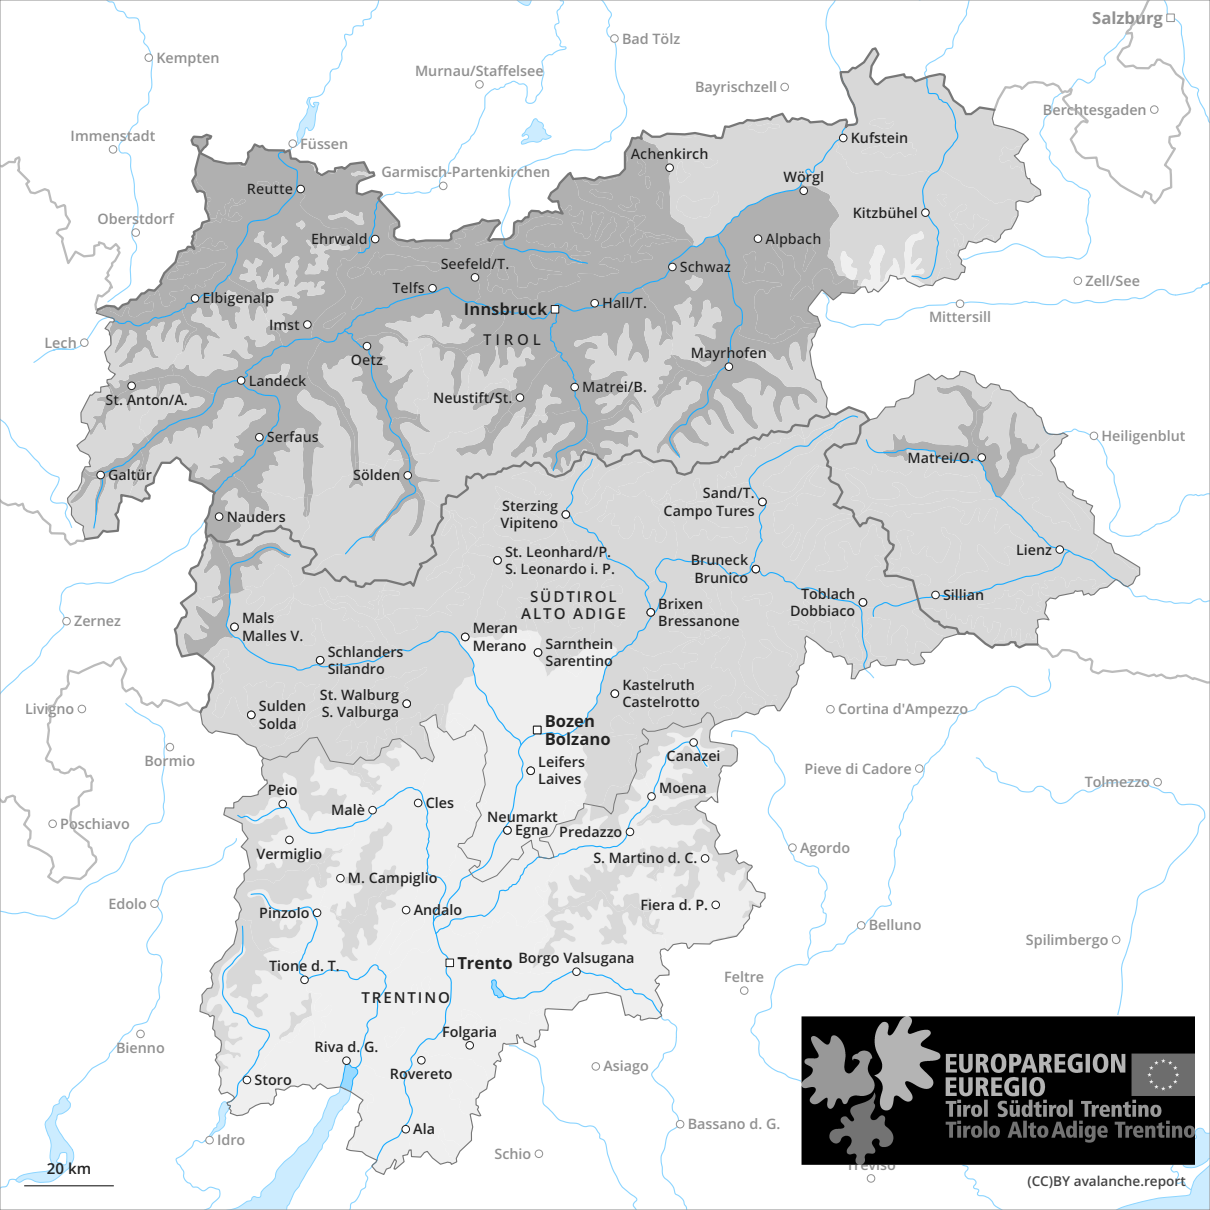 Salzburg
Kempten
Bad Tölz
Murnau/Staffelsee
Bayrischzell
Berchtesgaden
Immenstadt
Füssen
Kufstein
Achenkirch
Garmisch-Partenkirchen
Wörgl
Reutte
Oberstdorf
Kitzbühel
Ehrwald
Alpbach
Seefeld/T.
Schwaz
Zell/See
Telfs
Elbigenalp
Hall/T.
Innsbruck
Mittersill
Imst
TIROL
Lech
Oetz
Mayrhofen
Landeck
Matrei/B.
St. Anton/A.
Neustift/St.
Serfaus
Heiligenblut
Matrei/O.
Galtür
Sölden
Sand/T.
Campo Tures
Sterzing
Vipiteno
Nauders
St. Leonhard/P.
S. Leonardo i. P.
Lienz
Bruneck
Brunico
SÜDTIROL
ALTO ADIGE
Toblach
Dobbiaco
Sillian
Brixen
Bressanone
Mals
Malles V.
Zernez
Meran
Merano
Sarnthein
Sarentino
Schlanders
Silandro
Kastelruth
Castelrotto
St. Walburg
S. Valburga
Sulden
Solda
Livigno
Cortina d'Ampezzo
Bozen
Bolzano
Bormio
Canazei
Leifers
Laives
Pieve di Cadore
Tolmezzo
Peio
Moena
Malè
Cles
Neumarkt
Egna
Predazzo
Poschiavo
Vermiglio
Agordo
S. Martino d. C.
M. Campiglio
Edolo
Pinzolo
Andalo
Fiera d. P.
Belluno
Spilimbergo
Trento
Borgo Valsugana
Tione d. T.
Feltre
TRENTINO
Folgaria
Bienno
Riva d. G.
Rovereto
Asiago
Storo
EUROPAREGION
EUREGIO
Tirol Südtirol Trentino
Tirolo Alto Adige Trentino
Ala
Bassano d. G.
Idro
Schio
Treviso
20 km
(CC)BY avalanche.report